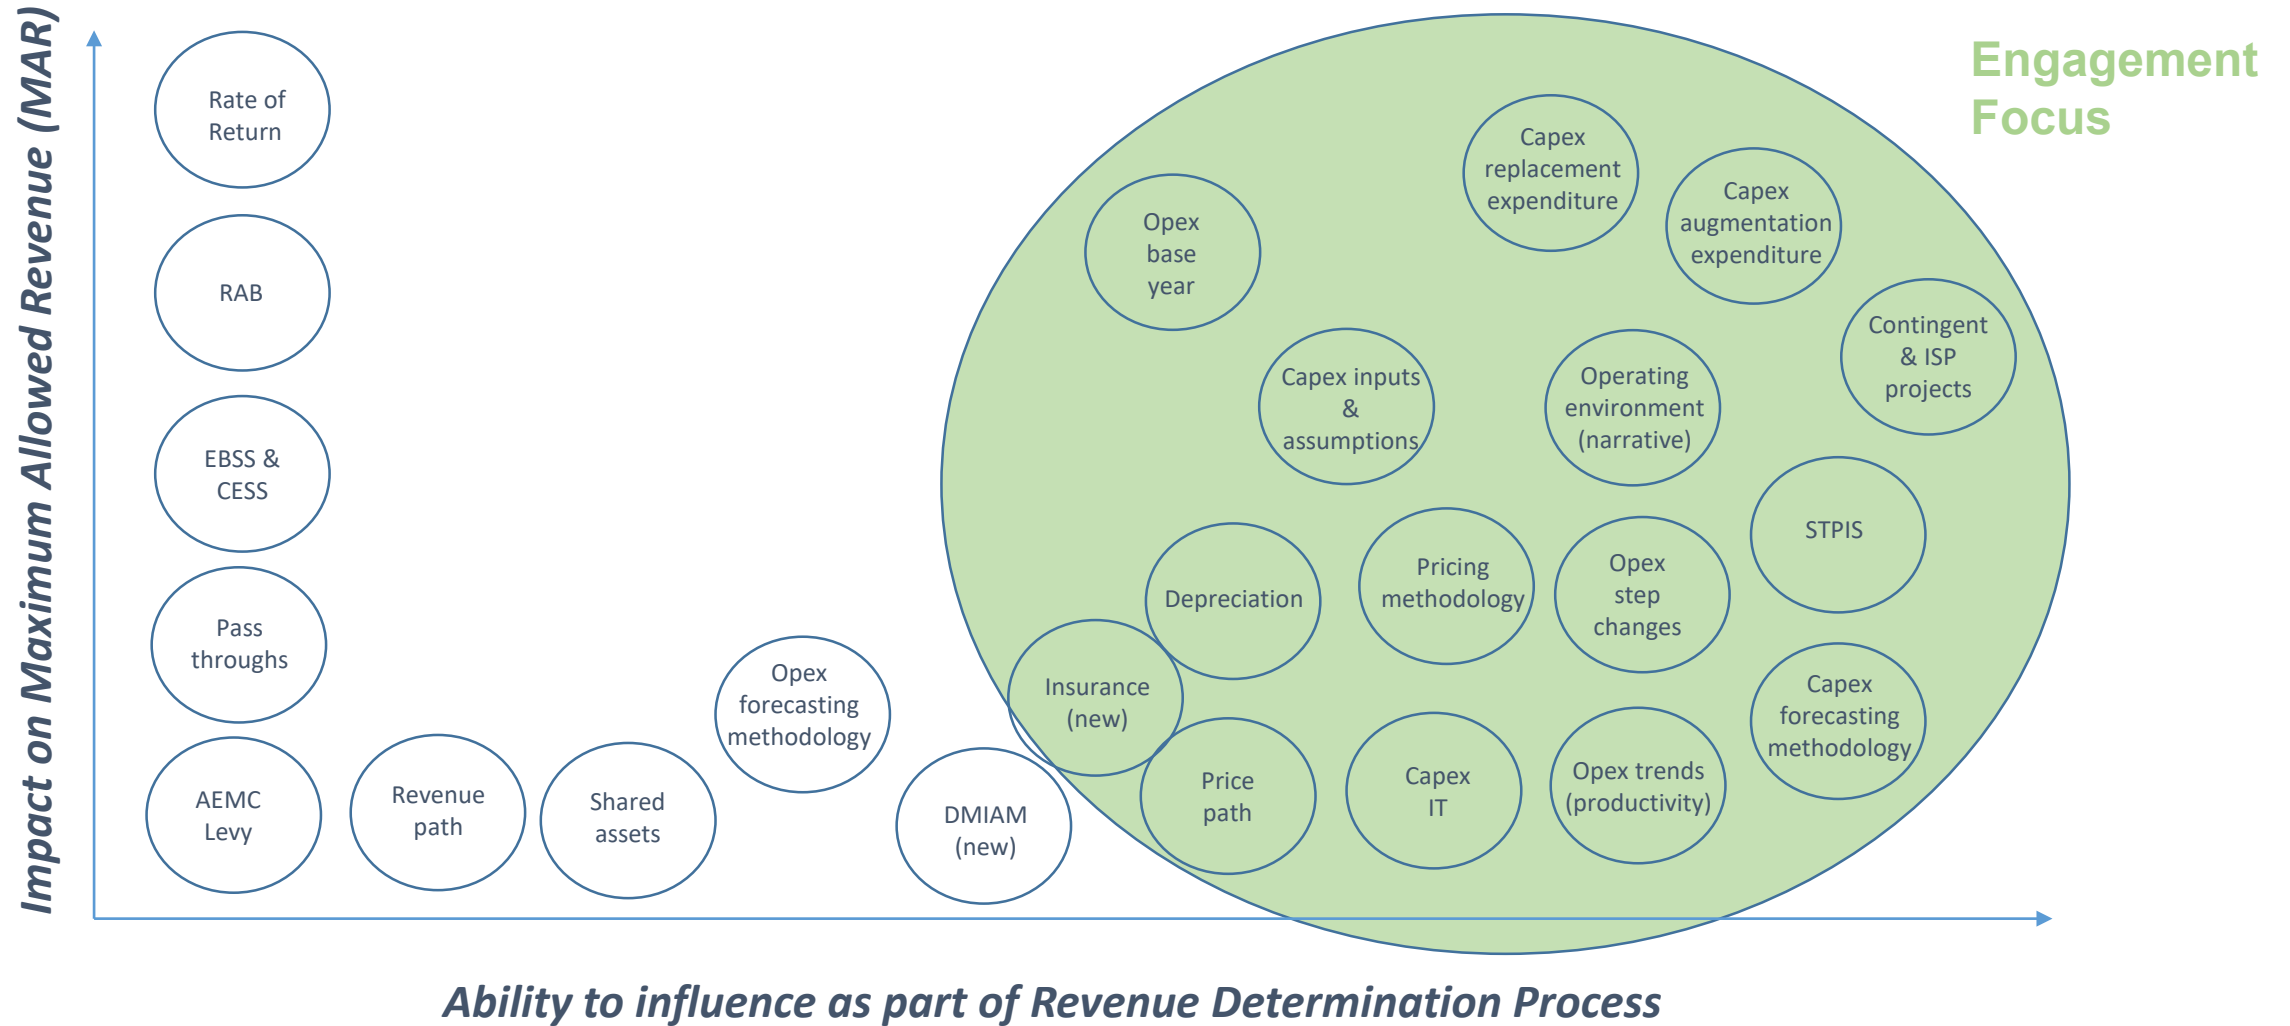 Impact on Maximum Allowed Revenue (MAR)
Engagement
Focus
Rate of
Return
RAB
EBSS &
CESS
Pass
throughs
AEMC
Levy
Revenue
path
Shared
assets
Opex
forecasting
methodology
DMIAM
(new)
Insurance
(new)
Opex
base
year
Capex
replacement
expenditure
Capex
augmentation
expenditure
Contingent
& ISP
projects
Capex inputs
&
assumptions
Operating
environment
(narrative)
STPIS
Depreciation
Pricing
methodology
Opex
step
changes
Capex
forecasting
methodology
Price
path
Capex
IT
Opex trends
(productivity)
Ability to influence as part of Revenue Determination Process